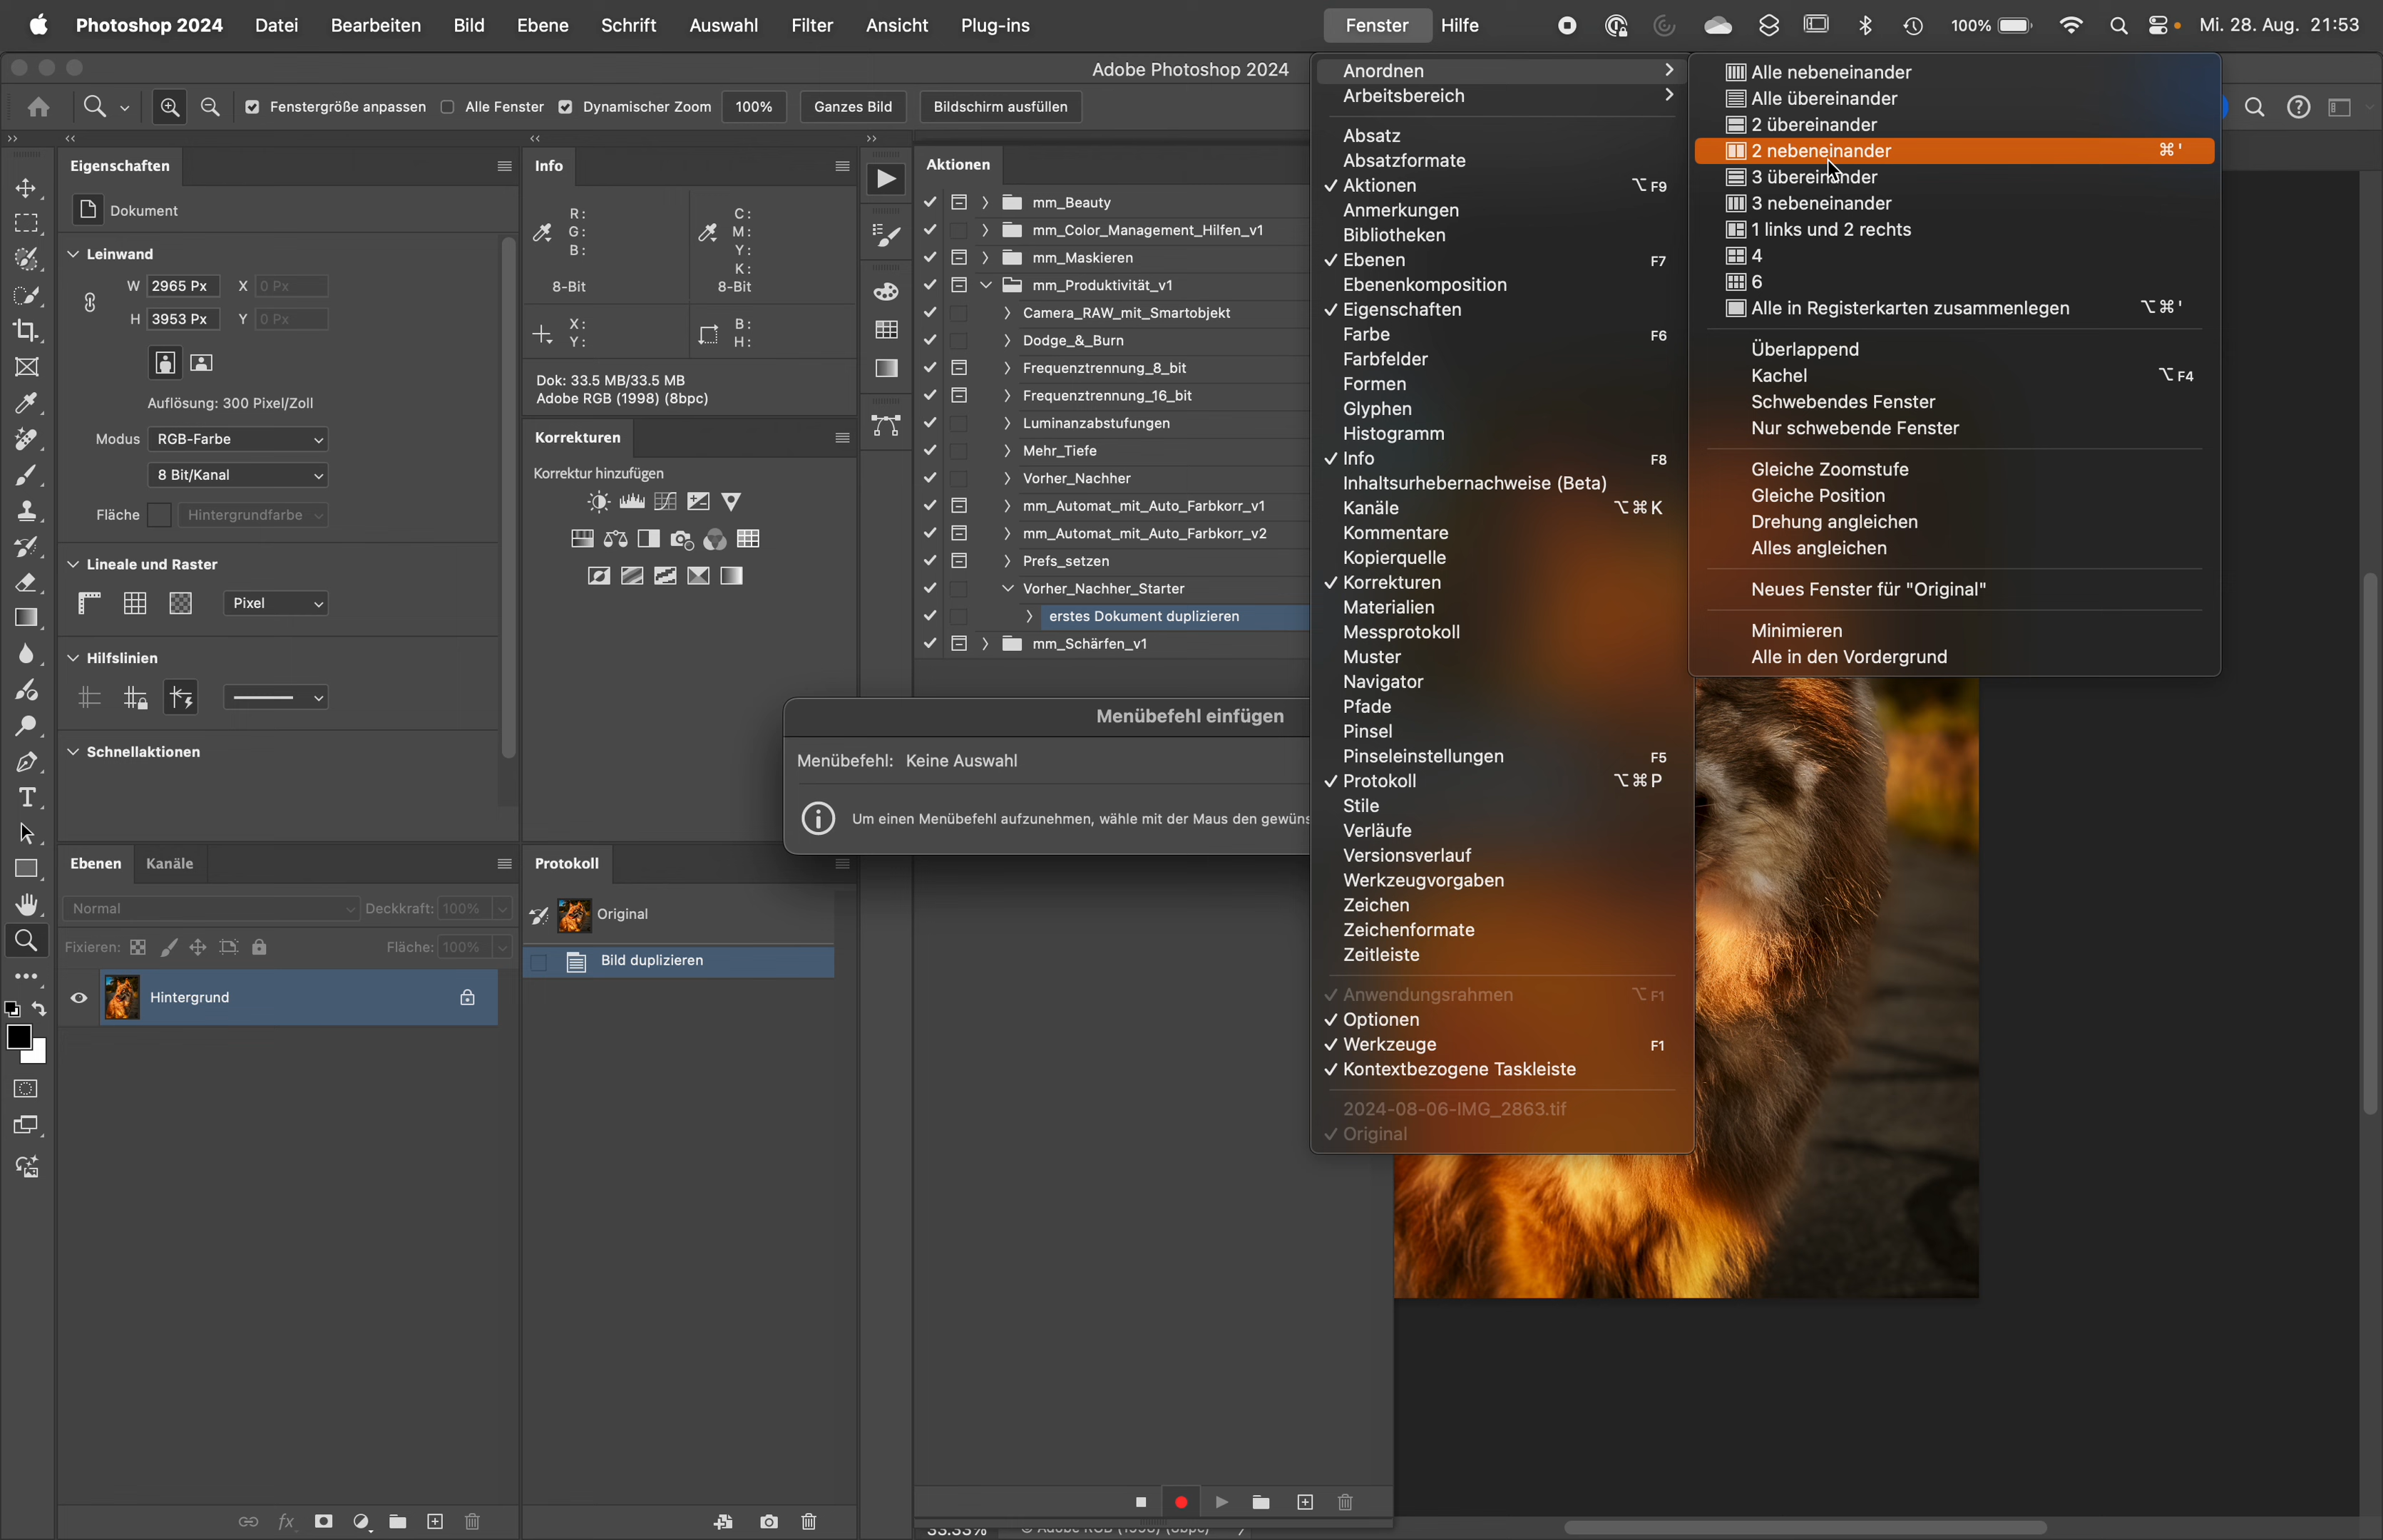 Photoshop 2024 Datei Bearbeiten Bild Ebene Schrift Auswahl Filter Ansicht Plug-ins Fenster Hilfe 100% Mi. 28. Aug. 21:53
Adobe Photoshop 2024
Fenstergröße anpassen Alle Fenster Dynamischer Zoom 100% Ganzes Bild Bildschirm ausfüllen
Eigenschaften
Dokument
Leinwand
W 2965 Px X 0 Px
H 3953 Px Y 0 Px
Auflösung: 300 Pixel/Zoll
Modus RGB-Farbe
8 Bit/Kanal
Fläche Hintergrundfarbe
Lineale und Raster
Pixel
Hilfslinien
Schnellaktionen
Ebenen Kanäle
Normal Deckkraft: 100%
Fixieren: Fläche: 100%
Hintergrund
fx
Info
R: C:
G: M:
B: Y:
K:
8-Bit 8-Bit
X: B:
Y: H:
Dok: 33.5 MB/33.5 MB
Adobe RGB (1998) (8bpc)
Korrekturen
Korrektur hinzufügen
Protokoll
Original
Bild duplizieren
Aktionen
mm_Beauty
mm_Color_Management_Hilfen_v1
mm_Maskieren
mm_Produktivität_v1
Camera_RAW_mit_Smartobjekt
Dodge_&_Burn
Frequenztrennung_8_bit
Frequenztrennung_16_bit
Luminanzabstufungen
Mehr_Tiefe
Vorher_Nachher
mm_Automat_mit_Auto_Farbkorr_v1
mm_Automat_mit_Auto_Farbkorr_v2
Prefs_setzen
Vorher_Nachher_Starter
erstes Dokument duplizieren
mm_Schärfen_v1
Menübefehl einfügen
Menübefehl: Keine Auswahl
Um einen Menübefehl aufzunehmen, wähle mit der Maus den
33.33% Adobe RGB (1998) (8bpc)
Anordnen
Arbeitsbereich
Absatz
Absatzformate
✓ Aktionen ⌥F9
Anmerkungen
Bibliotheken
✓ Ebenen F7
Ebenenkomposition
✓ Eigenschaften
Farbe F6
Farbfelder
Formen
Glyphen
Histogramm
✓ Info F8
Inhaltsurhebernachweise (Beta)
Kanäle ⌥⌘K
Kommentare
Kopierquelle
✓ Korrekturen
Materialien
Messprotokoll
Muster
Navigator
Pfade
Pinsel
Pinseleinstellungen F5
✓ Protokoll ⌥⌘P
Stile
Verläufe
Versionsverlauf
Werkzeugvorgaben
Zeichen
Zeichenformate
Zeitleiste
✓ Anwendungsrahmen ⌥F1
✓ Optionen
✓ Werkzeuge F1
✓ Kontextbezogene Taskleiste
2024-08-06-IMG_2863.tif
✓ Original
Alle nebeneinander
Alle übereinander
2 übereinander
2 nebeneinander ⌘'
3 übereinander
3 nebeneinander
1 links und 2 rechts
4
6
Alle in Registerkarten zusammenlegen ⌥⌘'
Überlappend
Kachel ⌥F4
Schwebendes Fenster
Nur schwebende Fenster
Gleiche Zoomstufe
Gleiche Position
Drehung angleichen
Alles angleichen
Neues Fenster für "Original"
Minimieren
Alle in den Vordergrund